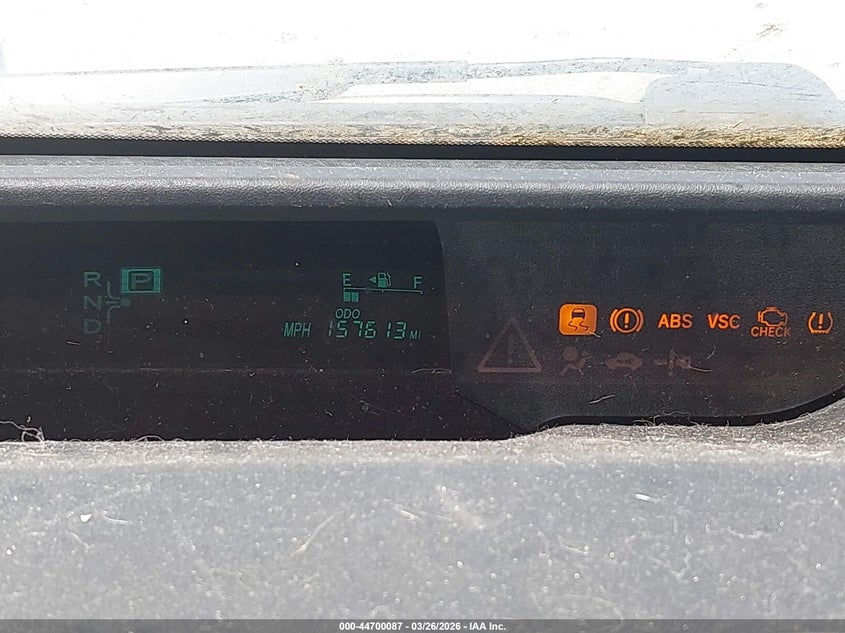 R P
N
D
E F
ODO
MPH 157613 MI
ABS VSC CHECK
000-44700087 - 03/26/2026 - IAA Inc.